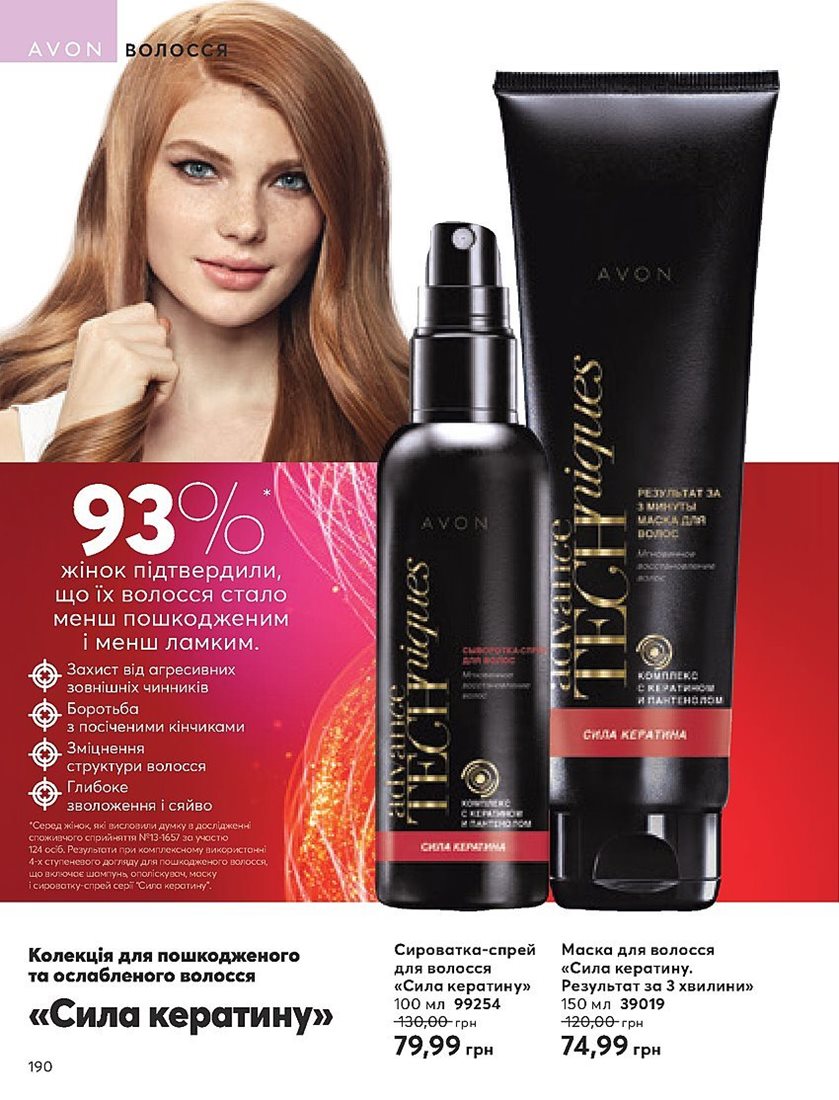 AVON ВОЛОССЯ
AVON
advance
TECHniques
РЕЗУЛЬТАТ ЗА
3 МИНУТЫ
МАСКА ДЛЯ
ВОЛОС
Мгновенное
восстановление
волос
КОМПЛЕКС
С КЕРАТИНОМ
И ПАНТЕНОЛОМ
СИЛА КЕРАТИНА
AVON
advance
TECHniques
СЫВОРОТКА-СПРЕЙ
ДЛЯ ВОЛОС
Мгновенное
восстановление
волос
КОМПЛЕКС
С КЕРАТИНОМ
И ПАНТЕНОЛОМ
СИЛА КЕРАТИНА
93%*
жінок підтвердили,
що їх волосся стало
менш пошкодженим
і менш ламким.
Захист від агресивних
зовнішніх чинників
Боротьба
з посіченими кінчиками
Зміцнення
структури волосся
Глибоке
зволоження і сяйво
*Серед жінок, які висловили думку в дослідженні
споживчого сприйняття №13-1657 за участю
124 осіб. Результати при комплексному використанні
4-х ступеневого догляду для пошкодженого волосся,
що включає шампунь, ополіскувач, маску
і сироватку-спрей серії "Сила кератину".
Колекція для пошкодженого
та ослабленого волосся
«Сила кератину»
Сироватка-спрей
для волосся
«Сила кератину»
100 мл 99254
130,00 грн
79,99 грн
Маска для волосся
«Сила кератину.
Результат за 3 хвилини»
150 мл 39019
120,00 грн
74,99 грн
190